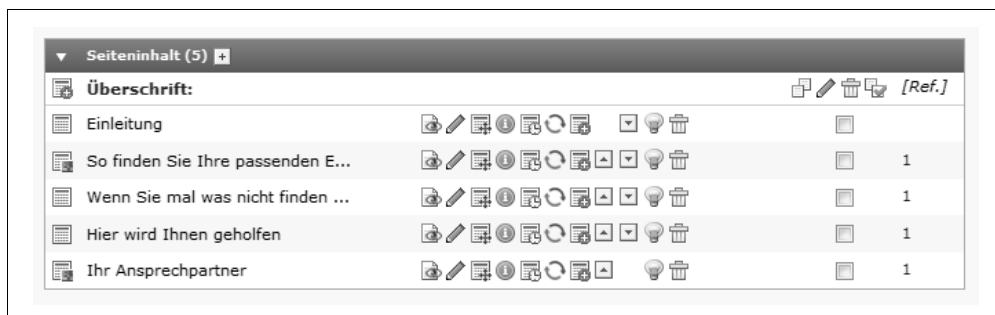 Seiteninhalt (5)
Überschrift: [Ref.]
Einleitung
So finden Sie Ihre passenden E... 1
Wenn Sie mal was nicht finden ... 1
Hier wird Ihnen geholfen 1
Ihr Ansprechpartner 1